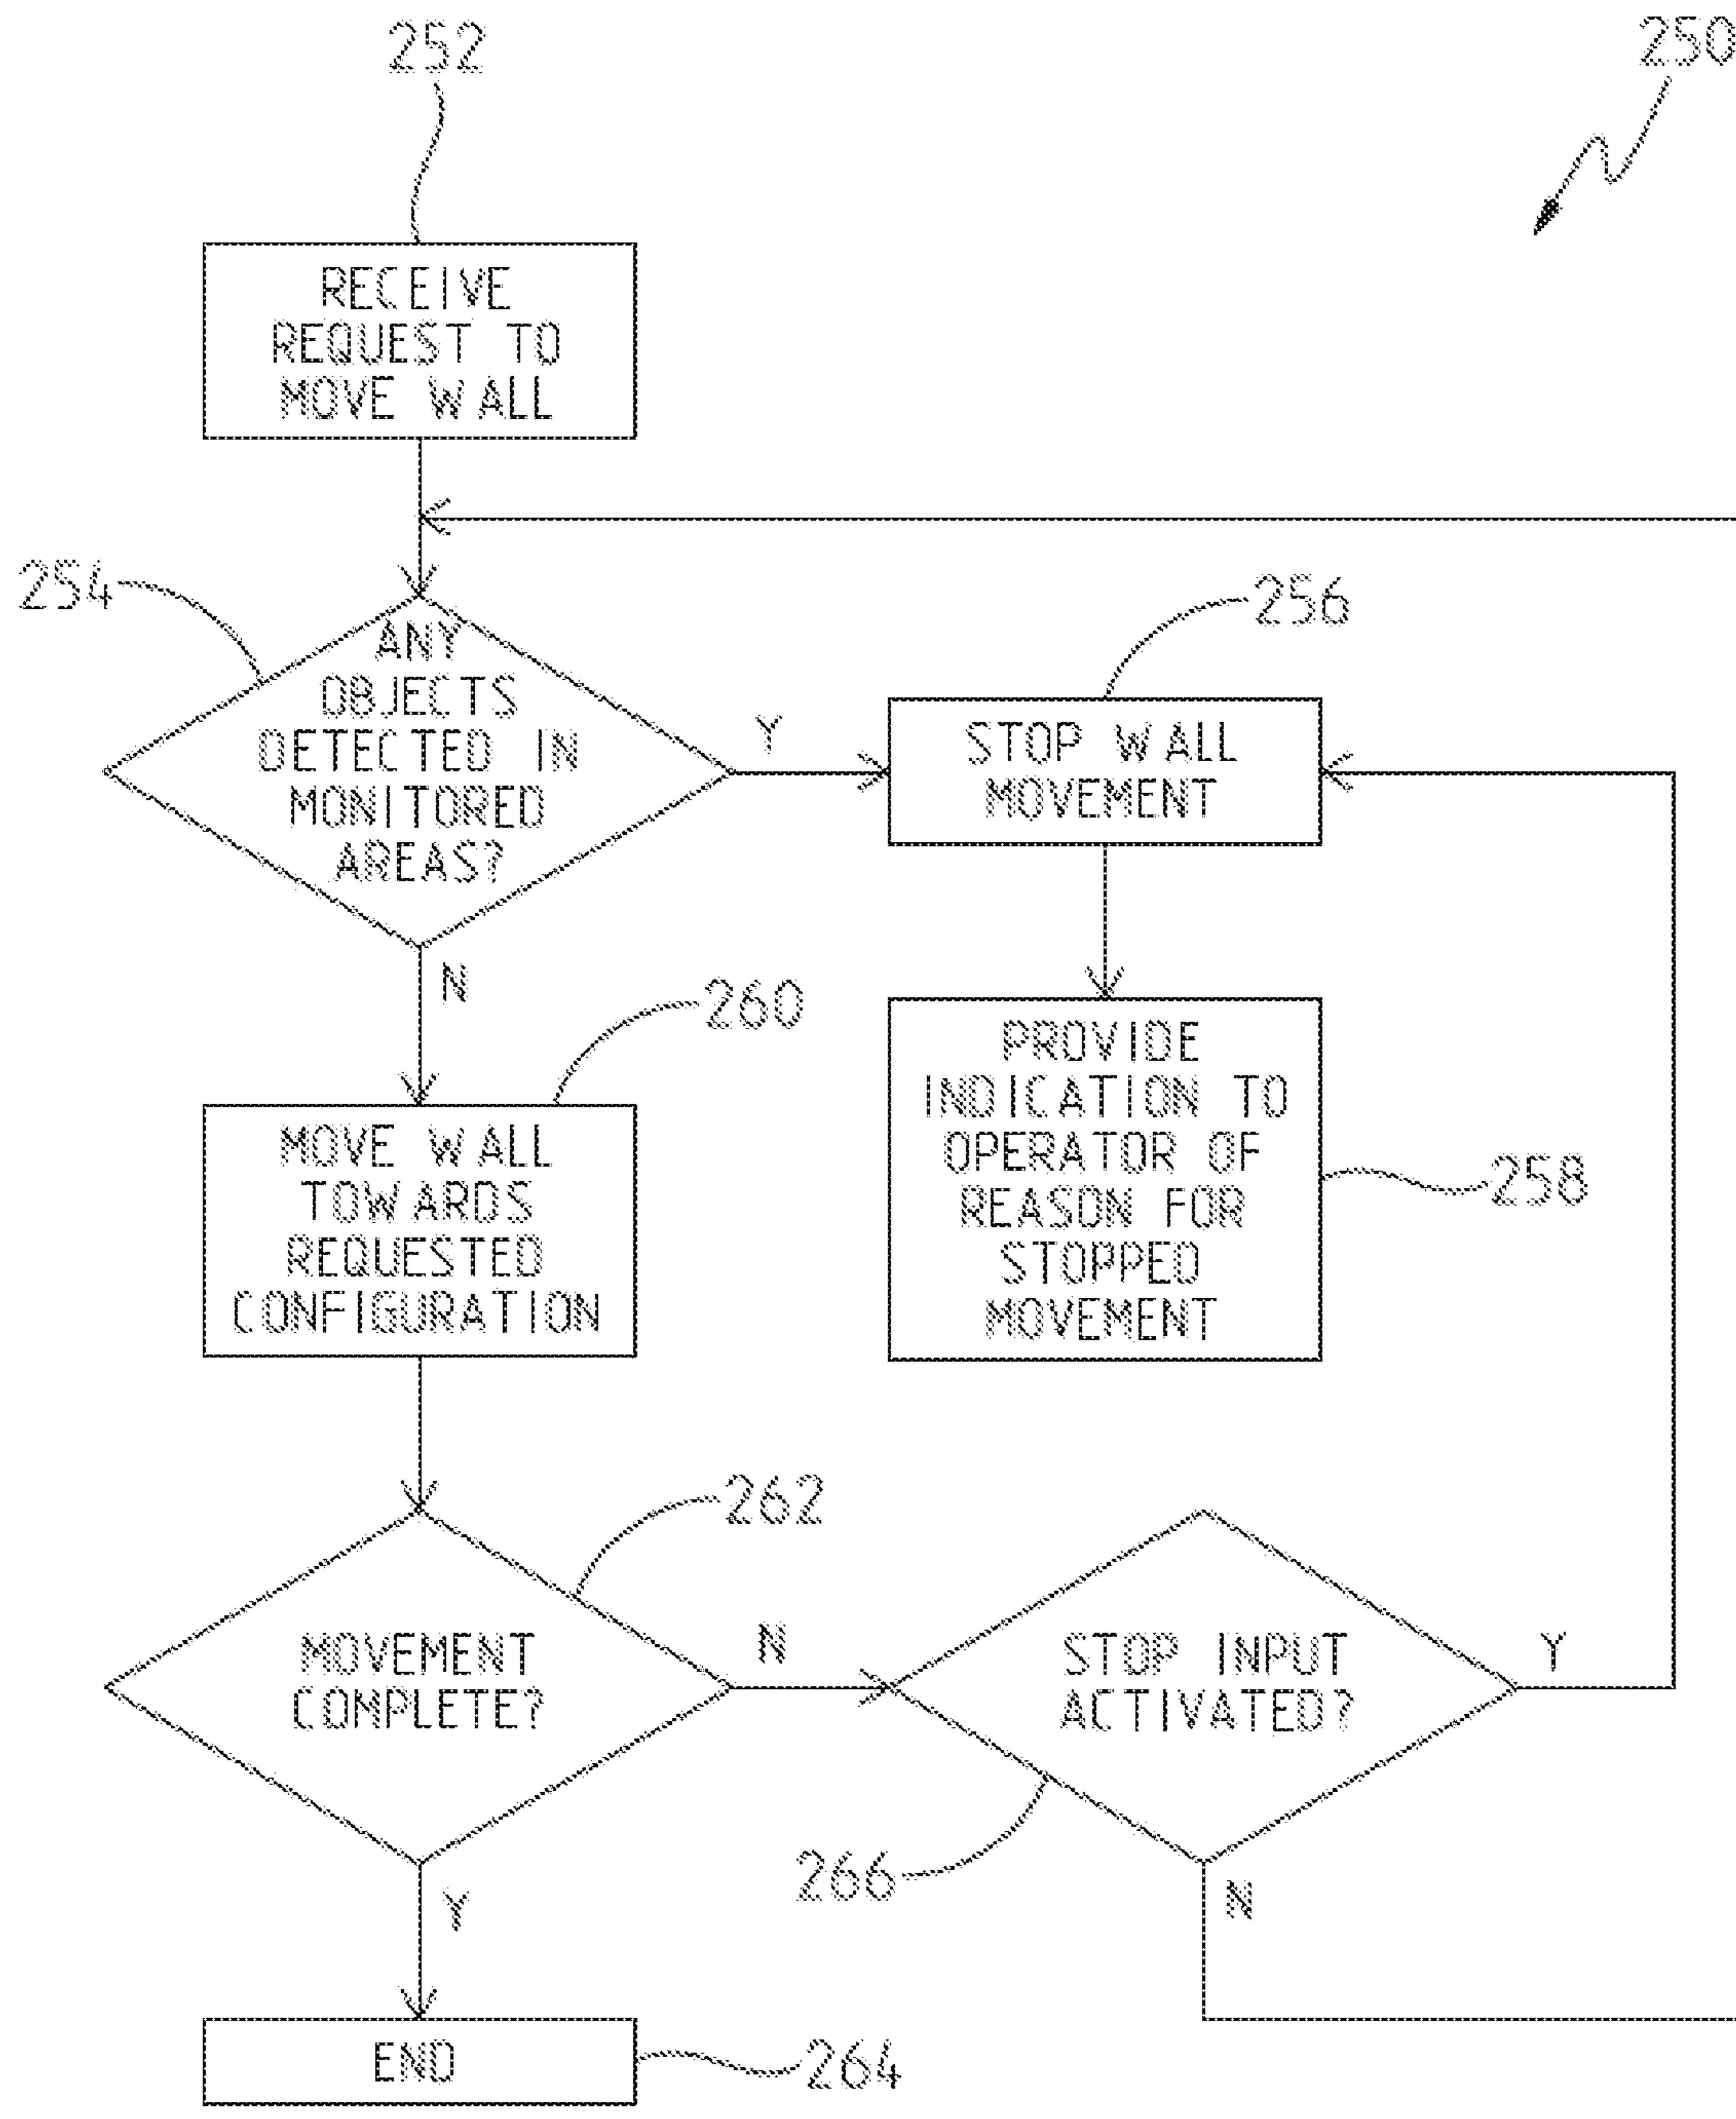 252
250
RECEIVE
REQUEST TO
MOVE WALL
254
ANY
OBJECTS
DETECTED IN
MONITORED
AREAS?
Y
256
STOP WALL
MOVEMENT
N
260
MOVE WALL
TOWARDS
REQUESTED
CONFIGURATION
PROVIDE
INDICATION TO
OPERATOR OF
REASON FOR
STOPPED
MOVEMENT
258
262
MOVEMENT
COMPLETE?
N
STOP INPUT
ACTIVATED?
Y
266
Y
N
END
264